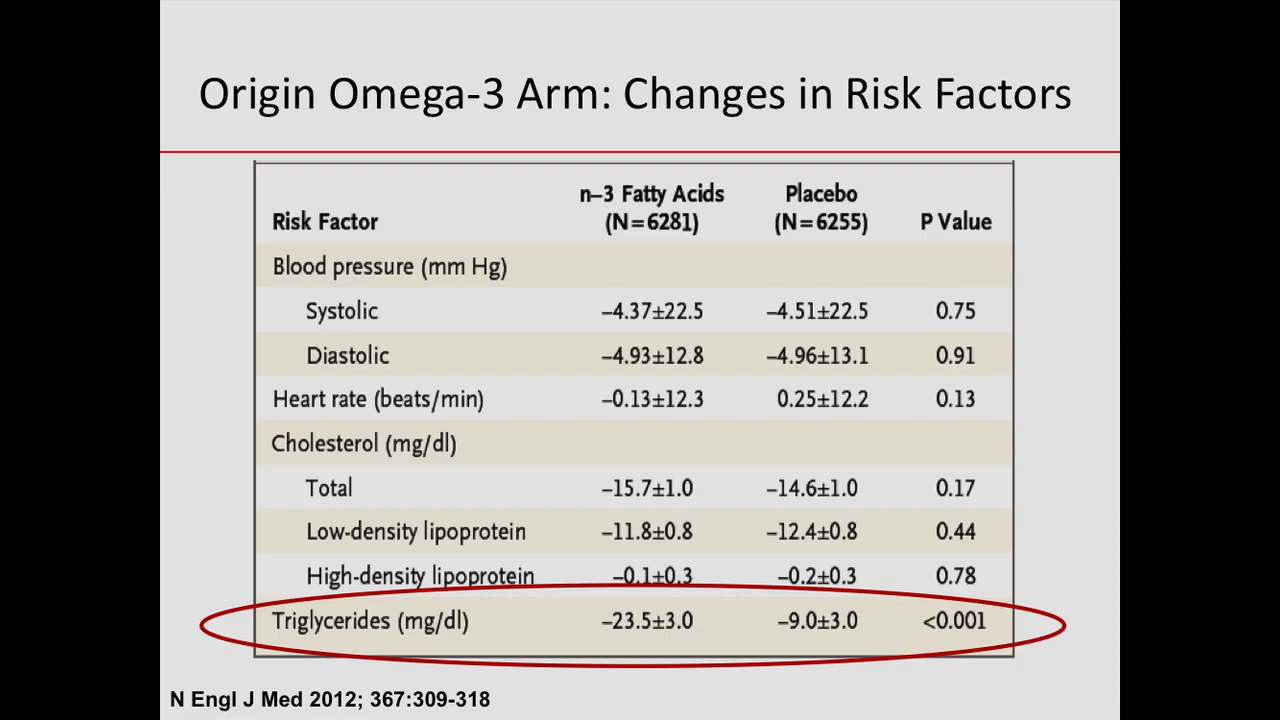 Origin Omega-3 Arm: Changes in Risk Factors
Risk Factor n–3 Fatty Acids (N=6281) Placebo (N=6255) P Value
Blood pressure (mm Hg)
Systolic –4.37±22.5 –4.51±22.5 0.75
Diastolic –4.93±12.8 –4.96±13.1 0.91
Heart rate (beats/min) –0.13±12.3 0.25±12.2 0.13
Cholesterol (mg/dl)
Total –15.7±1.0 –14.6±1.0 0.17
Low-density lipoprotein –11.8±0.8 –12.4±0.8 0.44
High-density lipoprotein –0.1±0.3 –0.2±0.3 0.78
Triglycerides (mg/dl) –23.5±3.0 –9.0±3.0 <0.001
N Engl J Med 2012; 367:309-318